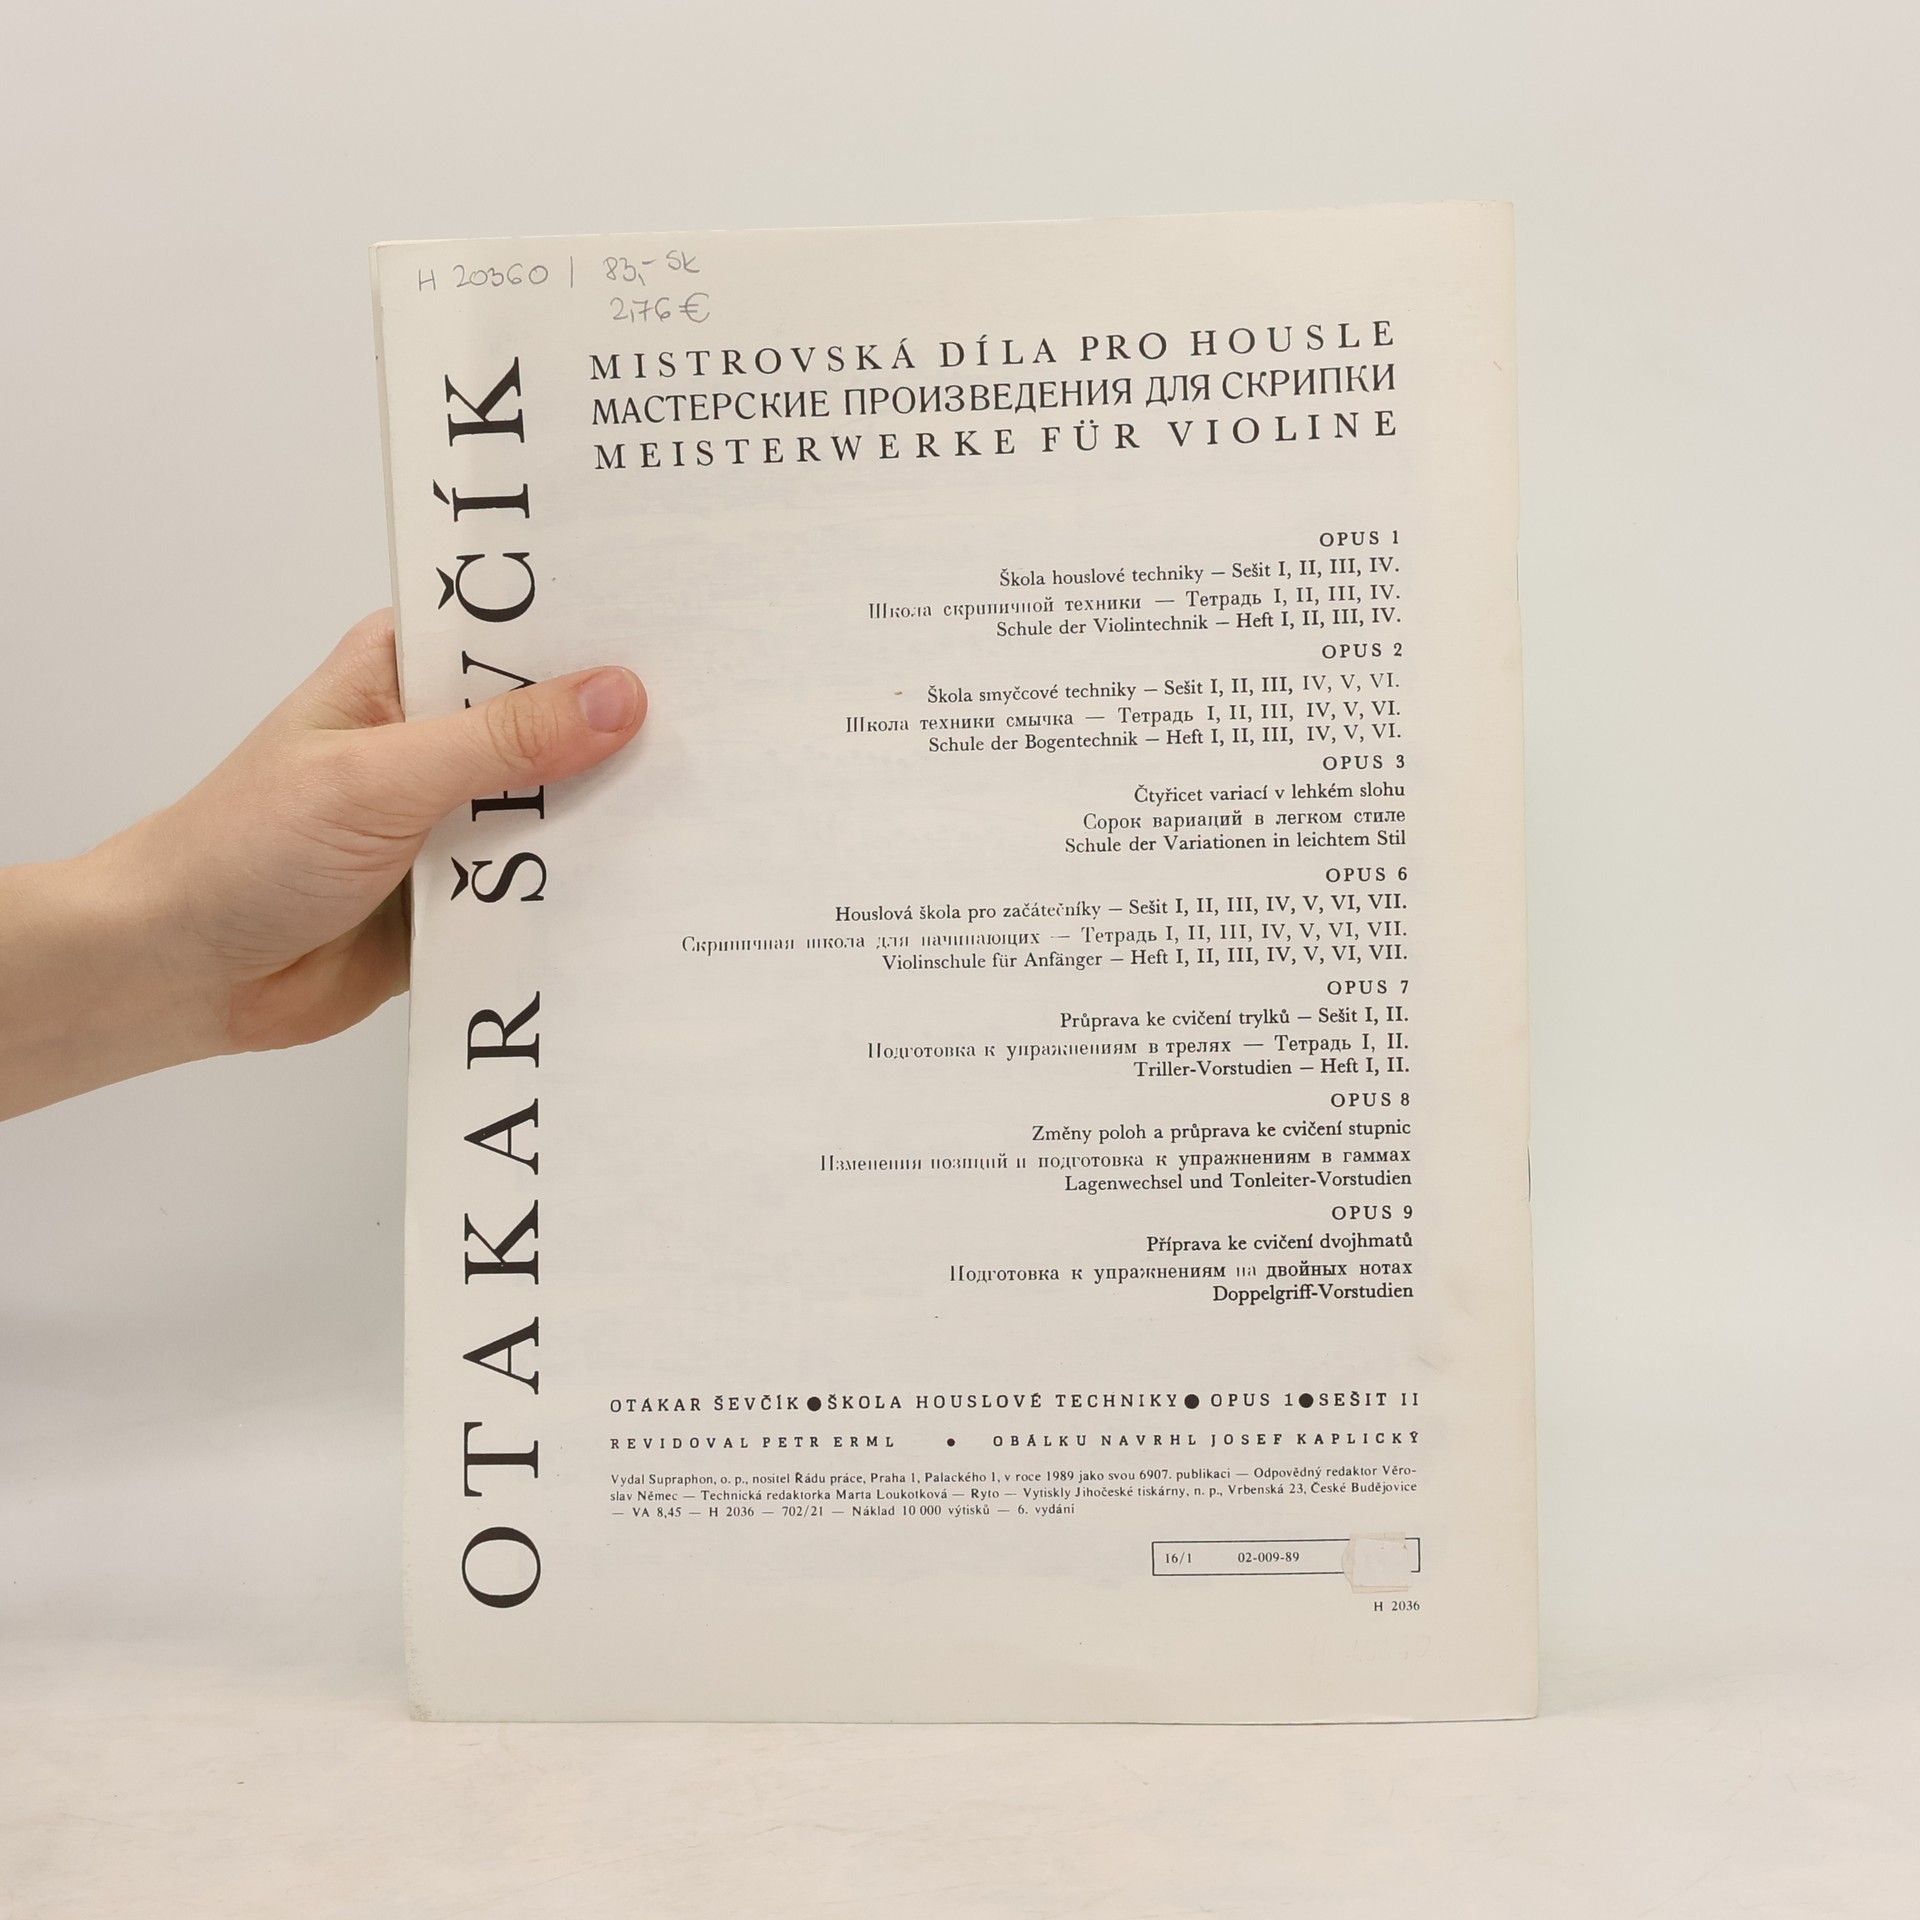 H 20360 | 83,- Sk
2,76 €
OTAKAR ŠEVČÍK
MISTROVSKÁ DÍLA PRO HOUSLE
МАСТЕРСКИЕ ПРОИЗВЕДЕНИЯ ДЛЯ СКРИПКИ
MEISTERWERKE FÜR VIOLINE
OPUS 1
Škola houslové techniky – Sešit I, II, III, IV.
Школа скрипичной техники — Тетрадь I, II, III, IV.
Schule der Violintechnik – Heft I, II, III, IV.
OPUS 2
Škola smyčcové techniky – Sešit I, II, III, IV, V, VI.
Школа техники смычка — Тетрадь I, II, III, IV, V, VI.
Schule der Bogentechnik – Heft I, II, III, IV, V, VI.
OPUS 3
Čtyřicet variací v lehkém slohu
Сорок вариаций в легком стиле
Schule der Variationen in leichtem Stil
OPUS 6
Houslová škola pro začátečníky – Sešit I, II, III, IV, V, VI, VII.
Скрипичная школа для начинающих — Тетрадь I, II, III, IV, V, VI, VII.
Violinschule für Anfänger – Heft I, II, III, IV, V, VI, VII.
OPUS 7
Průprava ke cvičení trylků – Sešit I, II.
Подготовка к упражнениям в трелях — Тетрадь I, II.
Triller-Vorstudien – Heft I, II.
OPUS 8
Změny poloh a průprava ke cvičení stupnic
Изменения позиций и подготовка к упражнениям в гаммах
Lagenwechsel und Tonleiter-Vorstudien
OPUS 9
Příprava ke cvičení dvojhmatů
Подготовка к упражнениям на двойных нотах
Doppelgriff-Vorstudien
OTAKAR ŠEVČÍK ● ŠKOLA HOUSLOVÉ TECHNIKY ● OPUS 1 ● SEŠIT II
REVIDOVAL PETR ERML ● OBÁLKU NAVRHL JOSEF KAPLICKÝ
Vydal Supraphon, o. p., nositel Řádu práce, Praha 1, Palackého 1, v roce 1989 jako svou 6907. publikaci — Odpovědný redaktor Věro-
slav Němec — Technická redaktorka Marta Loukotková — Ryto — Vytiskly Jihočeské tiskárny, n. p., Vrbenská 23, České Budějovice
— VA 8,45 — H 2036 — 702/21 — Náklad 10 000 výtisků — 6. vydání
16/1 02-009-89
H 2036